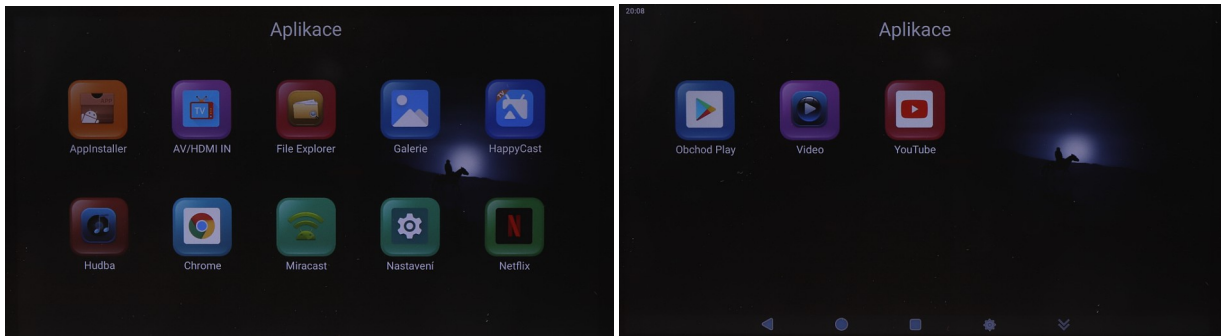 Aplikace
AppInstaller
AV/HDMI IN
File Explorer
Galerie
HappyCast
TV
Hudba
Chrome
Miracast
Nastavení
Netflix
N
20:08
Aplikace
Obchod Play
Video
YouTube